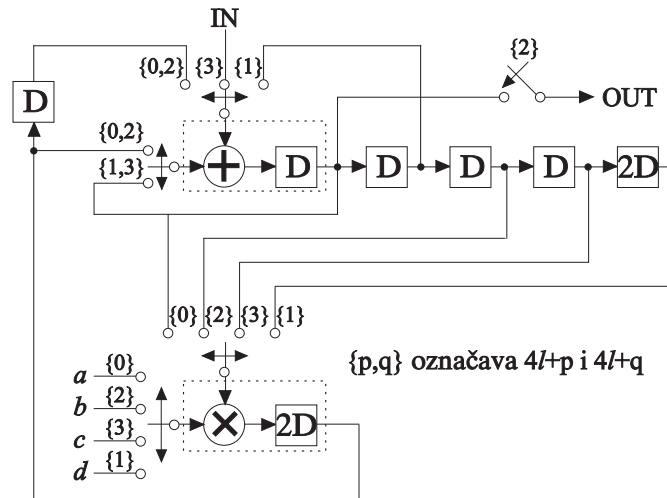 IN
{0,2} {3} {1} {2}
D OUT
{0,2}
{1,3} + D D D D 2D
{0} {2} {3} {1}
{p,q} označava 4l+p i 4l+q
a {0}
b {2} × 2D
c {3}
d {1}